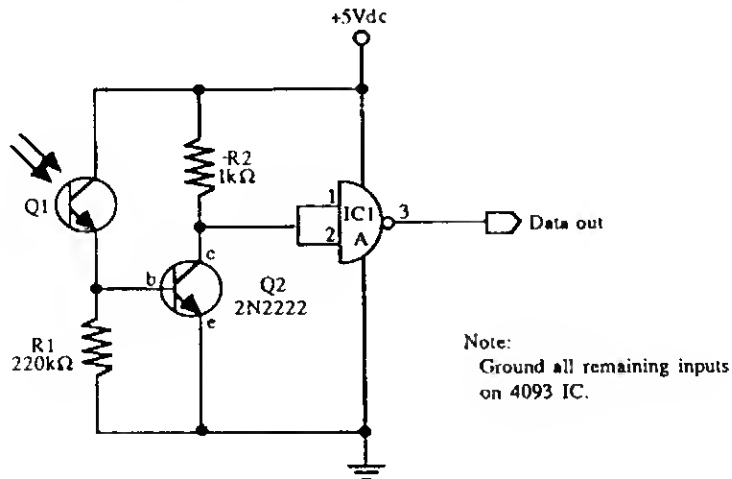 +5Vdc
-R2
1kΩ
Q1
1
IC1
3
2
A
Data out
c
b
Q2
2N2222
e
R1
220kΩ
Note:
Ground all remaining inputs
on 4093 IC.